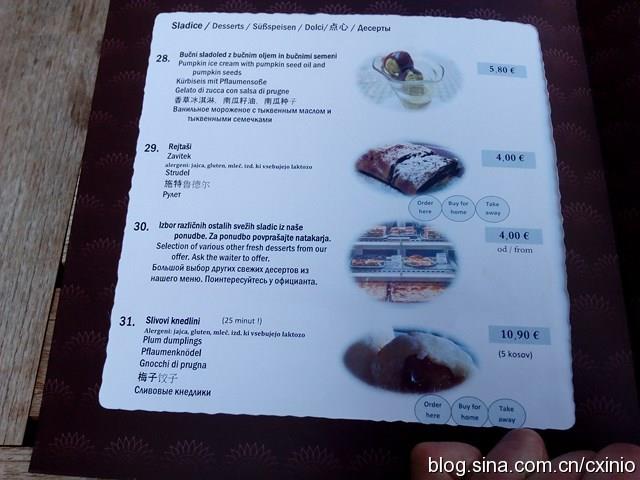 Sladice / Desserts / Süßspeisen / Dolci/点心 / Десерты
28. Bučni sladoled z bučnim oljem in bučnimi semeni
Pumpkin ice cream with pumpkin seed oil and
pumpkin seeds
Kürbiseis mit Pflaumensoße
Gelato di zucca con salsa di prugne
香草冰淇淋，南瓜籽油，南瓜种子
Ванильное мороженое с тыквенным маслом и
тыквенными семечками
5,80 €
29. Rejtaši
Zavitek
alergeni: jajca, gluten, mleč. izd. ki vsebujejo laktozo
Strudel
施特鲁德尔
Рулет
4,00 €
Order here
Buy for home
Take away
30. Izbor različnih ostalih svežih sladic iz naše
ponudbe. Za ponudbo povprašajte natakarja.
Selection of various other fresh desserts from our
offer. Ask the waiter to offer.
Большой выбор других свежих десертов из
нашего меню. Поинтересуйтесь у официанта.
4,00 €
od / from
31. Slivovi knedlini (25 minut !)
Alergeni: jajca, gluten, mleč. izd. ki vsebujejo laktozo
Plum dumplings
Pflaumenknödel
Gnocchi di prugna
梅子饺子
Сливовые кнедлики
10,90 €
(5 kosov)
Order here
Buy for home
Take away
blog.sina.com.cn/cxinio